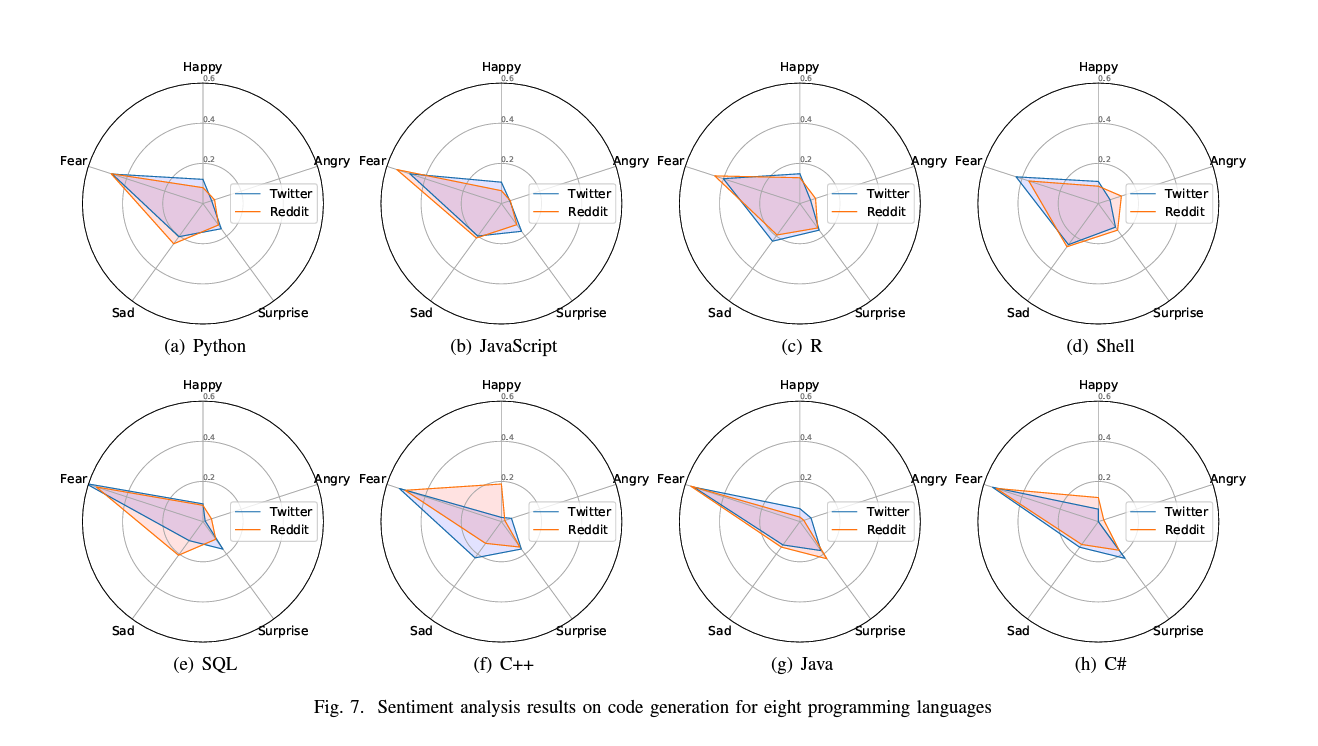 Happy Happy Happy Happy
0.6 0.6 0.6 0.6
0.4 0.4 0.4 0.4
Fear 0.2 Angry Fear 0.2 Angry Fear 0.2 Angry Fear 0.2 Angry
Twitter Twitter Twitter Twitter
Reddit Reddit Reddit Reddit
Sad Surprise Sad Surprise Sad Surprise Sad Surprise
(a) Python (b) JavaScript (c) R (d) Shell
Happy Happy Happy Happy
0.6 0.6 0.6 0.6
0.4 0.4 0.4 0.4
Fear 0.2 Angry Fear 0.2 Angry Fear 0.2 Angry Fear 0.2 Angry
Twitter Twitter Twitter Twitter
Reddit Reddit Reddit Reddit
Sad Surprise Sad Surprise Sad Surprise Sad Surprise
(e) SQL (f) C++ (g) Java (h) C#
Fig. 7. Sentiment analysis results on code generation for eight programming languages